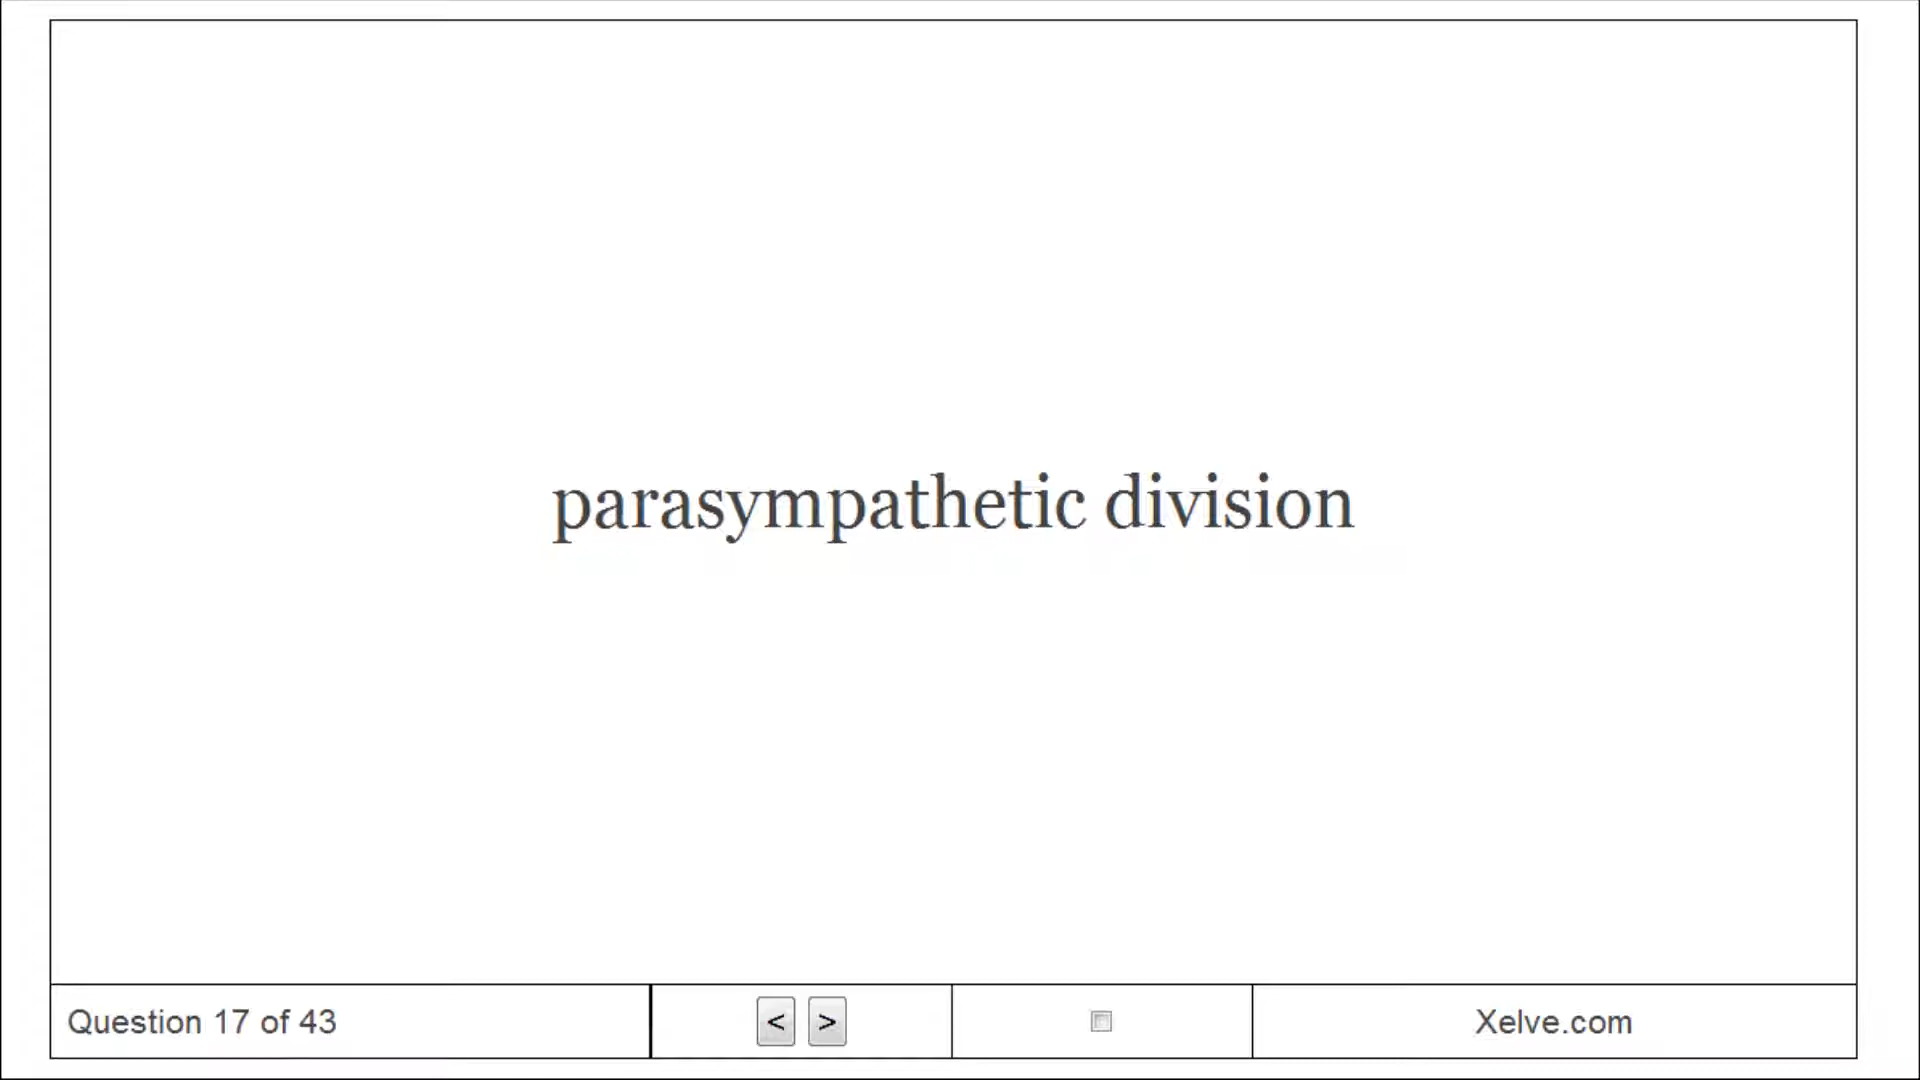 parasympathetic division
Question 17 of 43
< >
Xelve.com